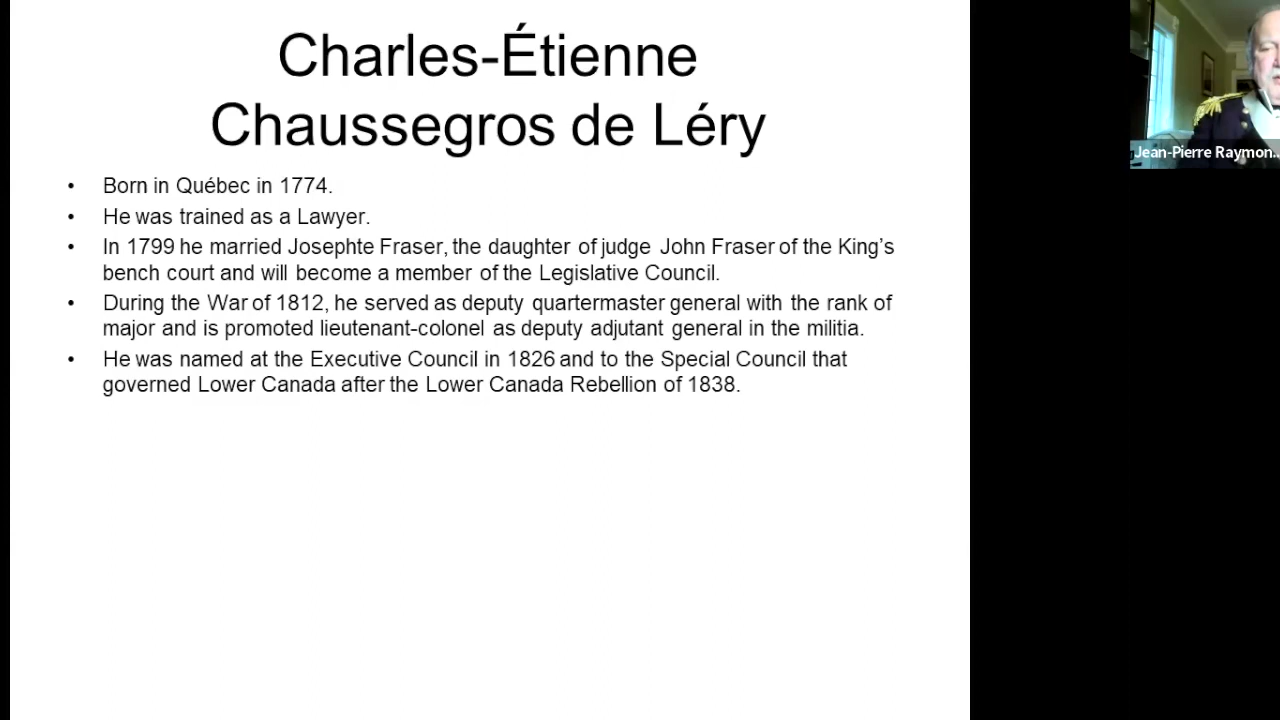 Charles-Étienne
Chaussegros de Léry
• Born in Québec in 1774.
• He was trained as a Lawyer.
• In 1799 he married Josephte Fraser, the daughter of judge John Fraser of the King’s
bench court and will become a member of the Legislative Council.
• During the War of 1812, he served as deputy quartermaster general with the rank of
major and is promoted lieutenant-colonel as deputy adjutant general in the militia.
• He was named at the Executive Council in 1826 and to the Special Council that
governed Lower Canada after the Lower Canada Rebellion of 1838.
Jean-Pierre Raymon...